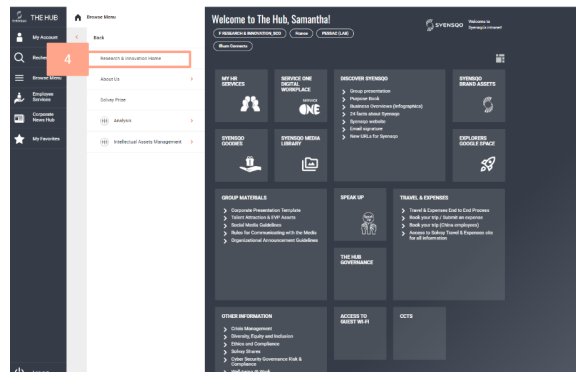 THE HUB
My Account
Browse Menu
Employee
Services
Corporate
News Hub
My Favorites
Browse Menu
Back
4
Research & Innovation Home
About Us
Solvay Prize
Analysis
Intellectual Assets Management
Welcome to The Hub, Samantha!
France
SYENSQO
Welcome to
Syensqo's intranet
MY HR
SERVICES
SERVICE ONE
DIGITAL
WORKPLACE
SERVICE
ONE
DISCOVER SYENSQO
Group presentation
Purpose Book
Business Overviews (Infographics)
24 facts about Syensqo
Syensqo website
Email signature
New URLs for Syensqo
SYENSQO
BRAND ASSETS
SYENSQO
GOODIES
SYENSQO MEDIA
LIBRARY
EXPLORERS
GOOGLE SPACE
GROUP MATERIALS
Corporate Presentation Template
Talent Attraction & EVP Assets
Social Media Guidelines
Rules for Communicating with the Media
Organizational Announcement Guidelines
SPEAK UP
TRAVEL & EXPENSES
Travel & Expenses End to End Process
Book your trip / Submit an expense
Book your trip (China employees)
Access to Solvay Travel & Expenses site
for all information
THE HUB
GOVERNANCE
OTHER INFORMATION
Crisis Management
Diversity, Equity and Inclusion
Ethics and Compliance
Solvay Shares
Cyber Security Governance Risk &
Compliance
ACCESS TO
GUEST WI-FI
CCTS